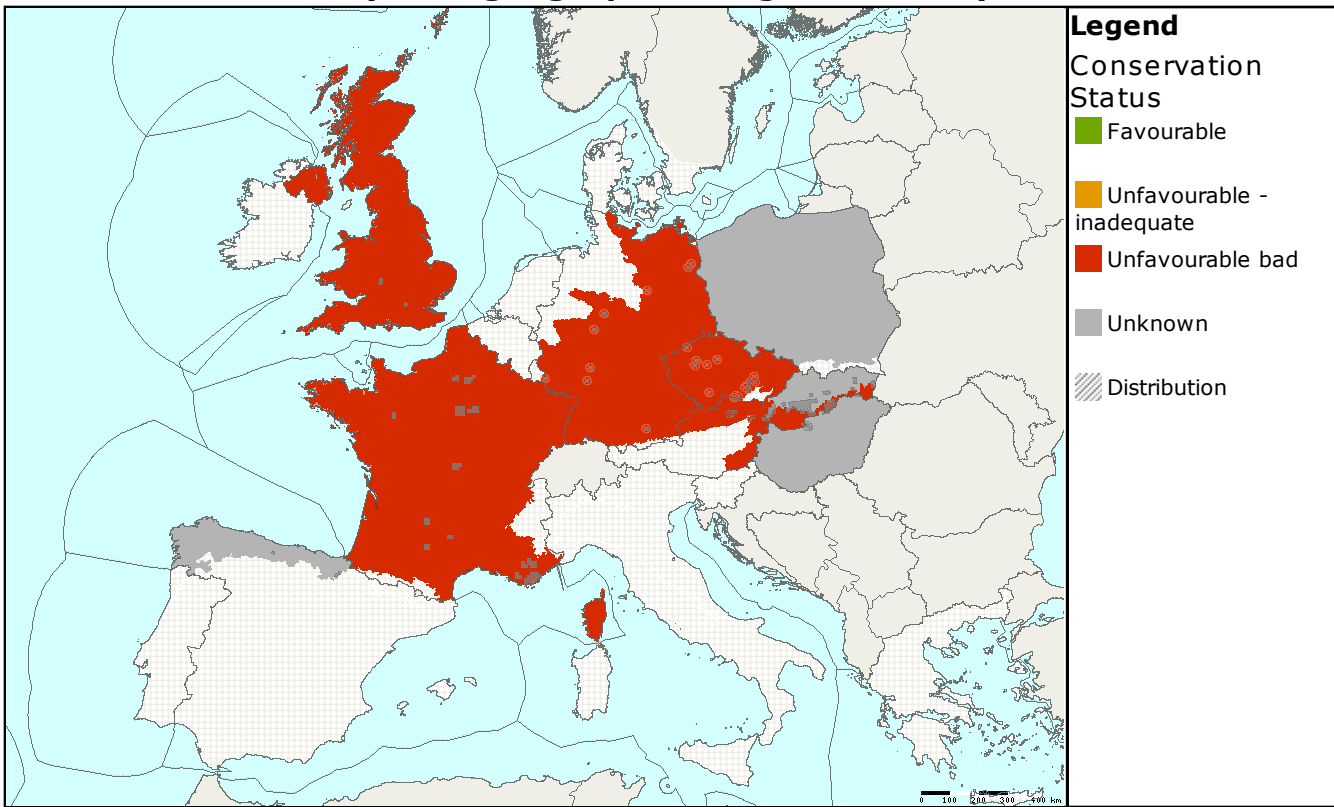 Legend
Conservation
Status
Favourable
Unfavourable -
inadequate
Unfavourable bad
Unknown
Distribution
0 100 200 300 400 km